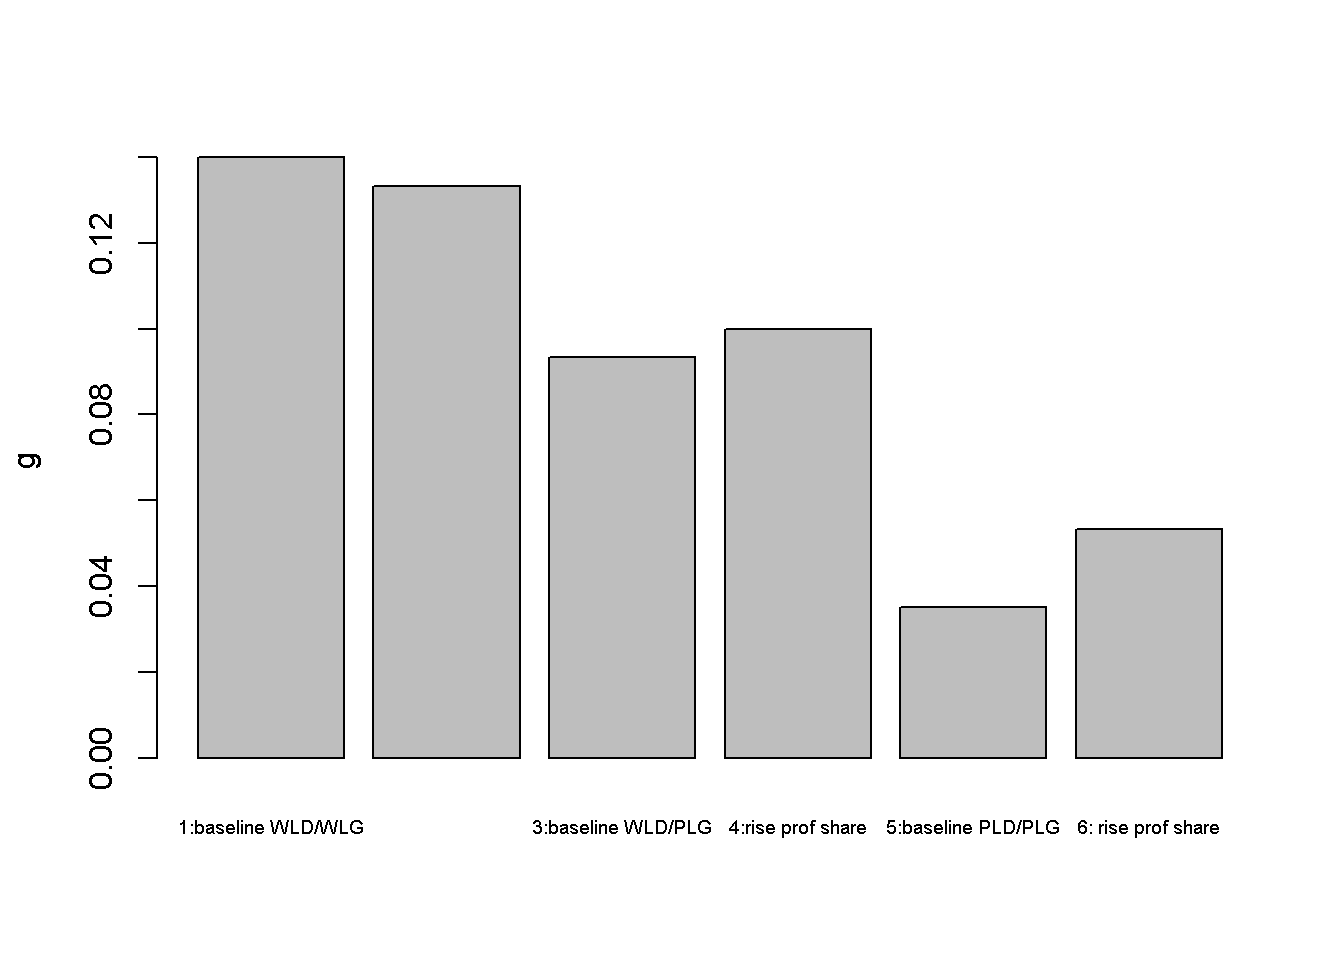 g
0.12
0.08
0.04
0.00
1:baseline WLD/WLG
3:baseline WLD/PLG
4:rise prof share
5:baseline PLD/PLG
6: rise prof share